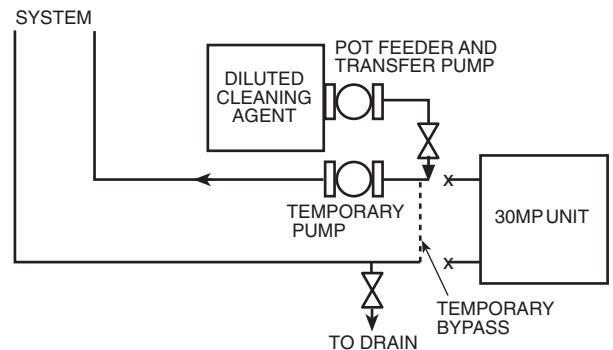 SYSTEM
POT FEEDER AND
TRANSFER PUMP
DILUTED
CLEANING
AGENT
TEMPORARY
PUMP
x
x
30MP UNIT
TEMPORARY
BYPASS
TO DRAIN